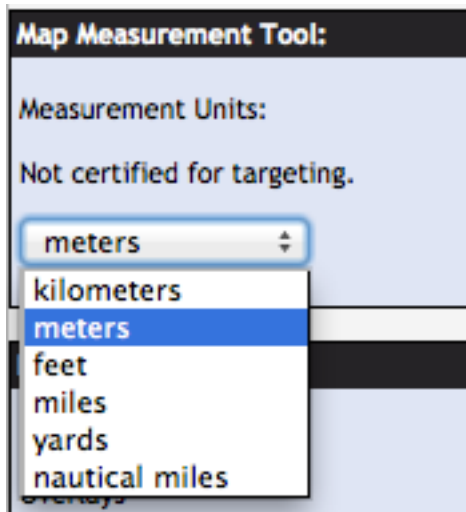 Map Measurement Tool:
Measurement Units:
Not certified for targeting.
meters
kilometers
meters
feet
miles
yards
nautical miles